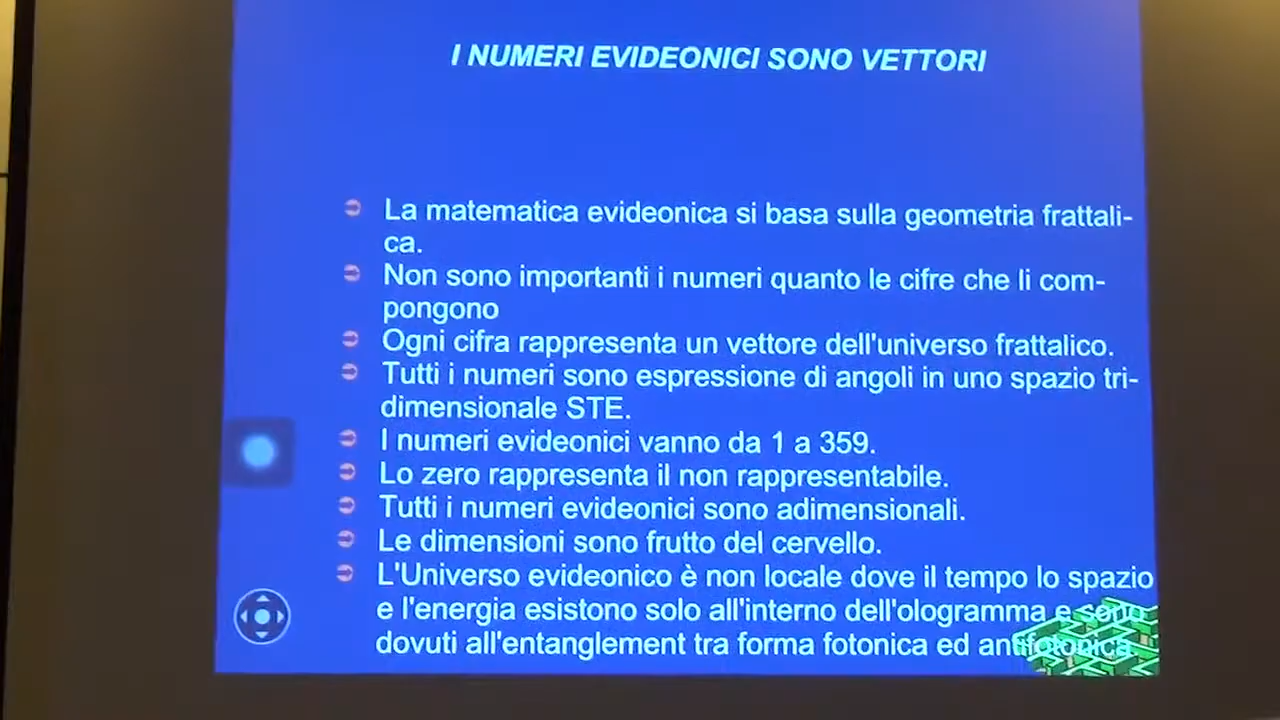 I NUMERI EVIDEONICI SONO VETTORI
La matematica evideonica si basa sulla geometria frattali-
ca.
Non sono importanti i numeri quanto le cifre che li com-
pongono
Ogni cifra rappresenta un vettore dell'universo frattalico.
Tutti i numeri sono espressione di angoli in uno spazio tri-
dimensionale STE.
I numeri evideonici vanno da 1 a 359.
Lo zero rappresenta il non rappresentabile.
Tutti i numeri evideonici sono adimensionali.
Le dimensioni sono frutto del cervello.
L'Universo evideonico è non locale dove il tempo lo spazio
e l'energia esistono solo all'interno dell'ologramma e sono
dovuti all'entanglement tra forma fotonica ed antifotonica.